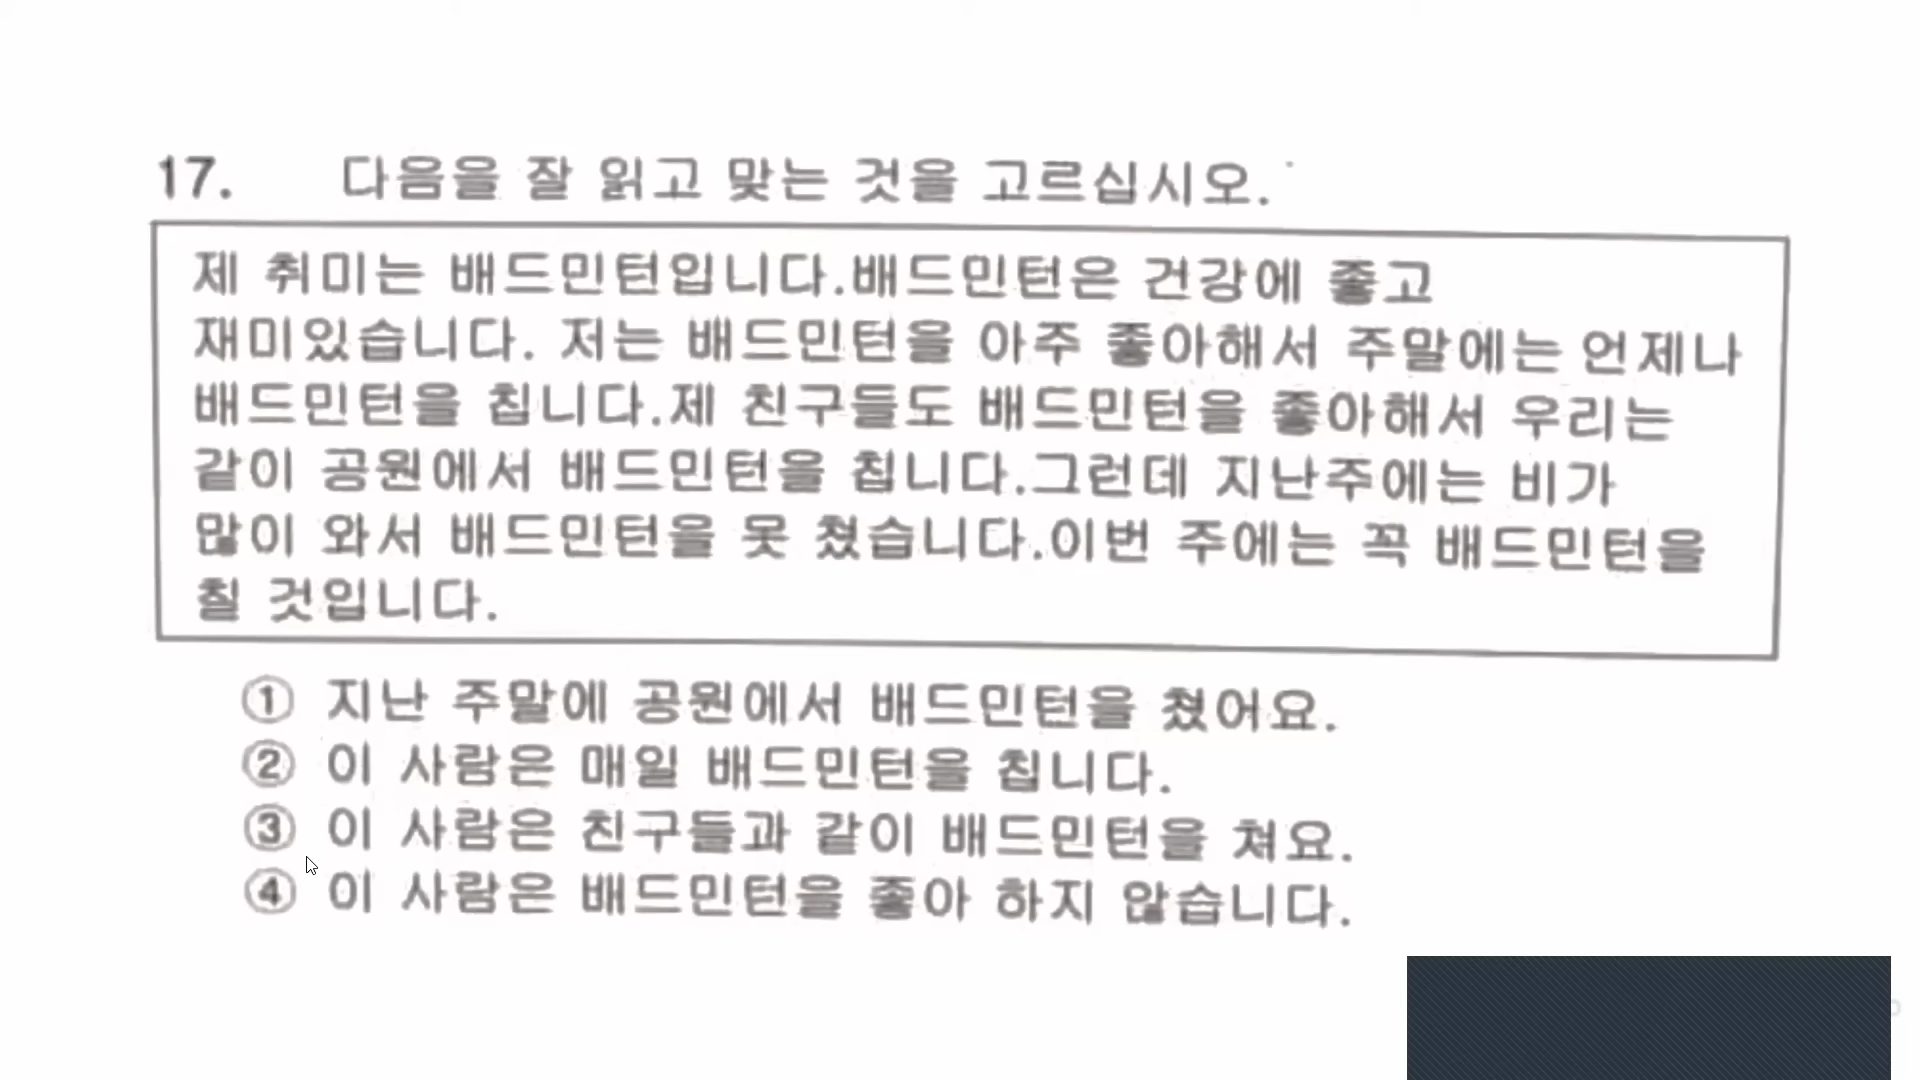 17. 다음을 잘 읽고 맞는 것을 고르십시오.
제 취미는 배드민턴입니다.배드민턴은 건강에 좋고
재미있습니다. 저는 배드민턴을 아주 좋아해서 주말에는 언제나
배드민턴을 칩니다.제 친구들도 배드민턴을 좋아해서 우리는
같이 공원에서 배드민턴을 칩니다.그런데 지난주에는 비가
많이 와서 배드민턴을 못 쳤습니다.이번 주에는 꼭 배드민턴을
칠 것입니다.
① 지난 주말에 공원에서 배드민턴을 쳤어요.
② 이 사람은 매일 배드민턴을 칩니다.
③ 이 사람은 친구들과 같이 배드민턴을 쳐요.
④ 이 사람은 배드민턴을 좋아 하지 않습니다.